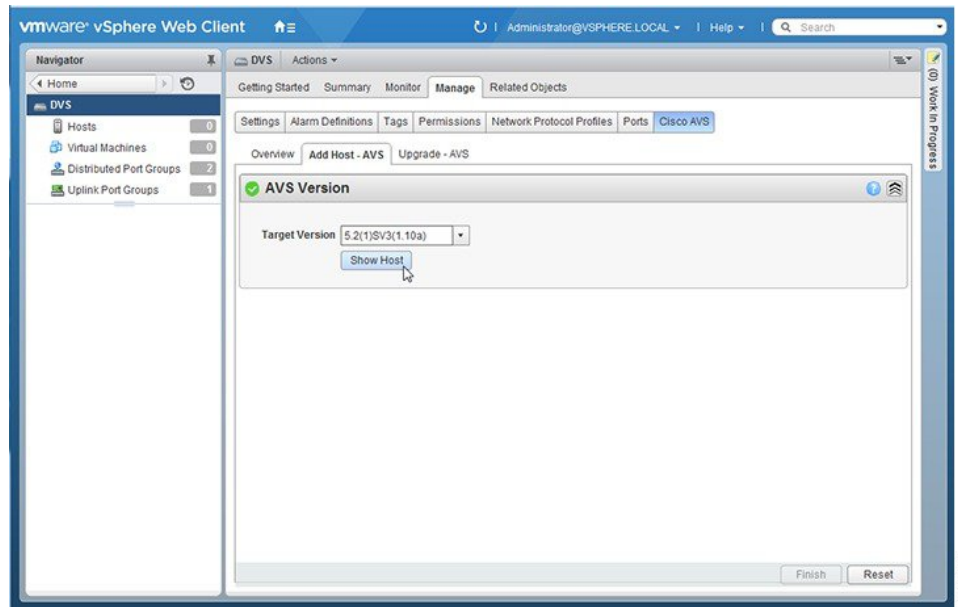 vmware® vSphere Web Client
Administrator@VSPHERE.LOCAL
Help
Search
Navigator
Home
DVS
Hosts 0
Virtual Machines 0
Distributed Port Groups 2
Uplink Port Groups 1
DVS Actions
Getting Started Summary Monitor Manage Related Objects
Settings Alarm Definitions Tags Permissions Network Protocol Profiles Ports Cisco AVS
Overview Add Host - AVS Upgrade - AVS
AVS Version
Target Version 5.2(1)SV3(1.10a)
Show Host
Finish Reset
(0) Work In Progress